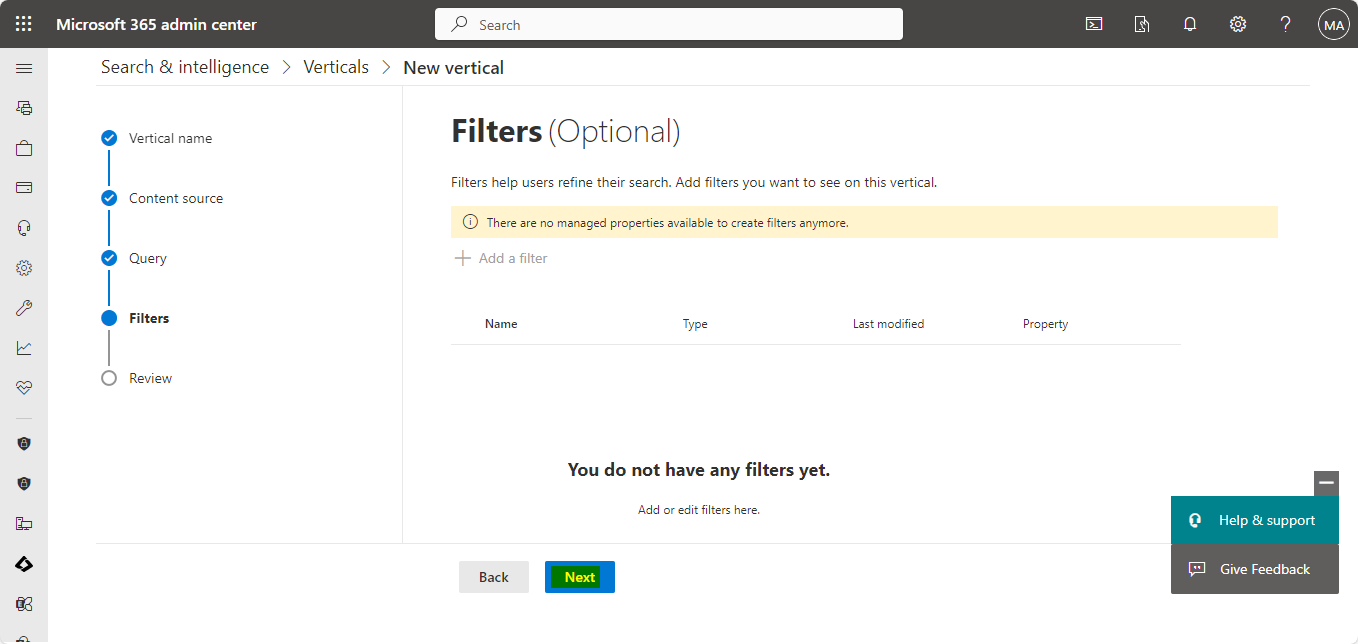 Microsoft 365 admin center
Search
MA
Search & intelligence > Verticals > New vertical
Vertical name
Content source
Query
Filters
Review
Filters (Optional)
Filters help users refine their search. Add filters you want to see on this vertical.
There are no managed properties available to create filters anymore.
Add a filter
Name Type Last modified Property
You do not have any filters yet.
Add or edit filters here.
Back Next
Help & support
Give Feedback